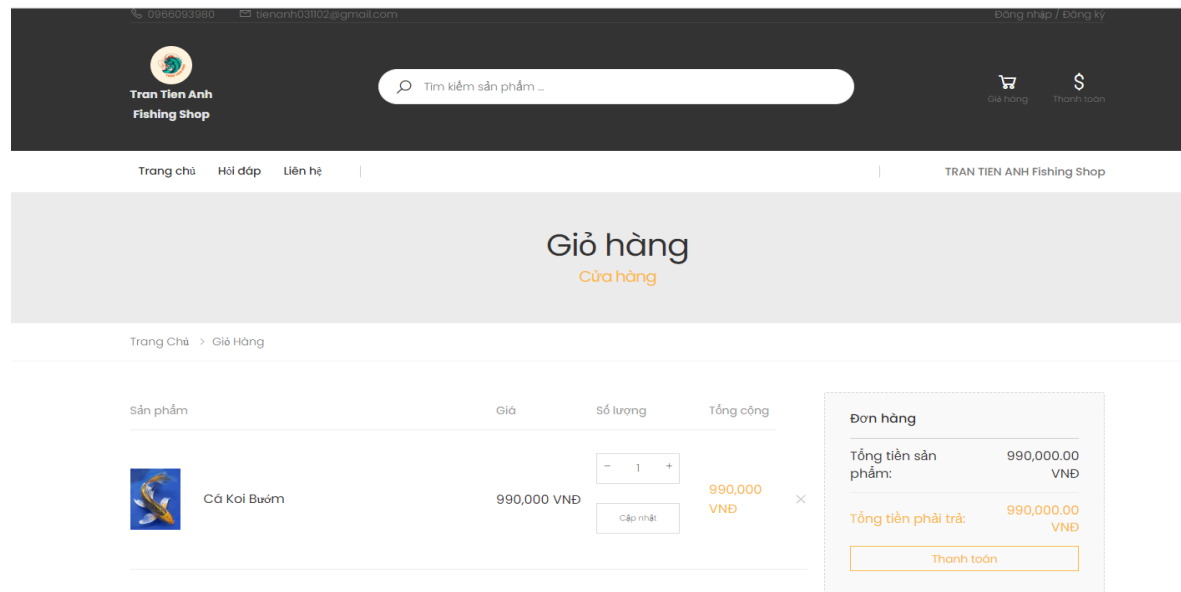 0966093980 tienanh031102@gmail.com Đăng nhập / Đăng ký
Tran Tien Anh
Fishing Shop
Tìm kiếm sản phẩm ...
$
Giỏ hàng Thanh toán
Trang chủ Hỏi đáp Liên hệ TRAN TIEN ANH Fishing Shop
Giỏ hàng
Cửa hàng
Trang Chủ > Giỏ Hàng
Sản phẩm Giá Số lượng Tổng cộng
Cá Koi Bướm 990,000 VNĐ
- 1 +
Cập nhật
990,000
VNĐ
×
Đơn hàng
Tổng tiền sản
phẩm:
990,000.00
VNĐ
Tổng tiền phải trả:
990,000.00
VNĐ
Thanh toán